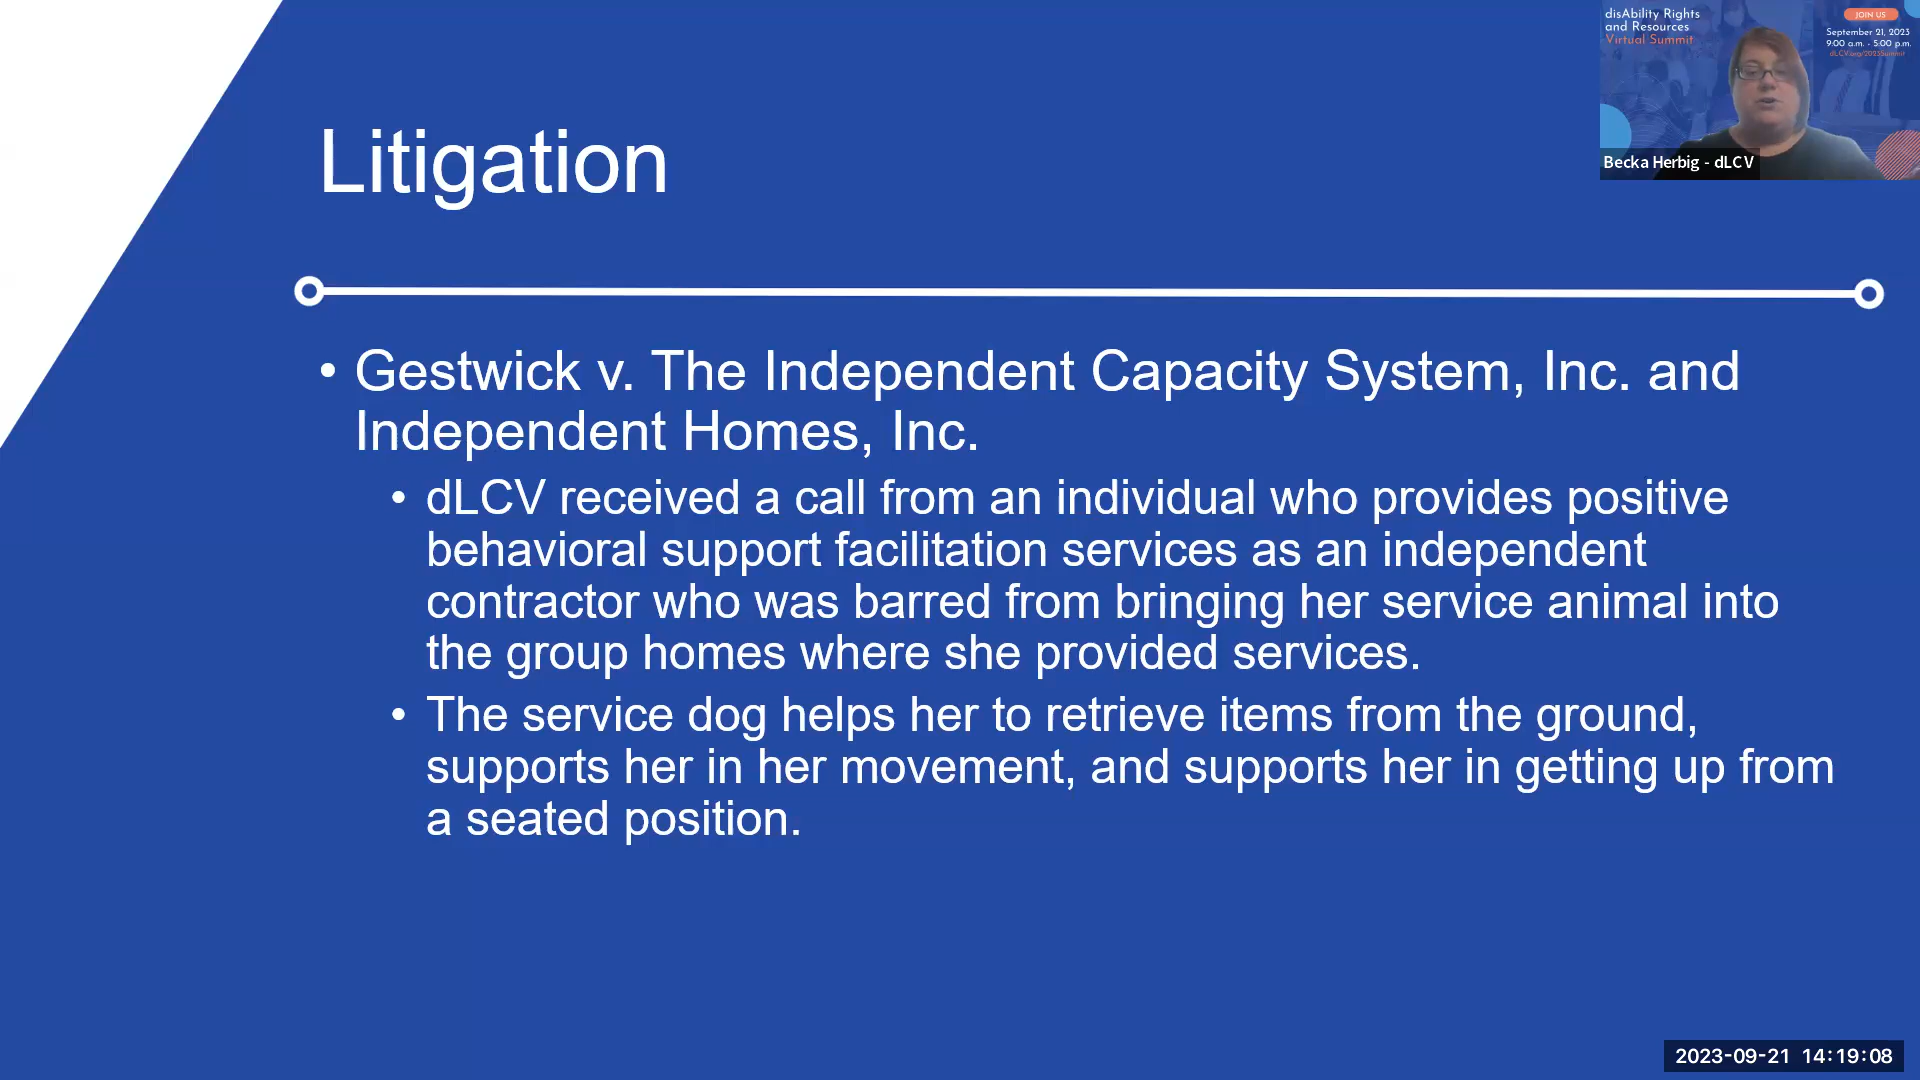 disAbility Rights
and Resources
Virtual Summit
JOIN US
September 21, 2023
9:00 a.m. - 5:00 p.m.
dLCV.org/2023Summit
Becka Herbig - dLCV
Litigation
• Gestwick v. The Independent Capacity System, Inc. and
Independent Homes, Inc.
• dLCV received a call from an individual who provides positive
behavioral support facilitation services as an independent
contractor who was barred from bringing her service animal into
the group homes where she provided services.
• The service dog helps her to retrieve items from the ground,
supports her in her movement, and supports her in getting up from
a seated position.
2023-09-21 14:19:08